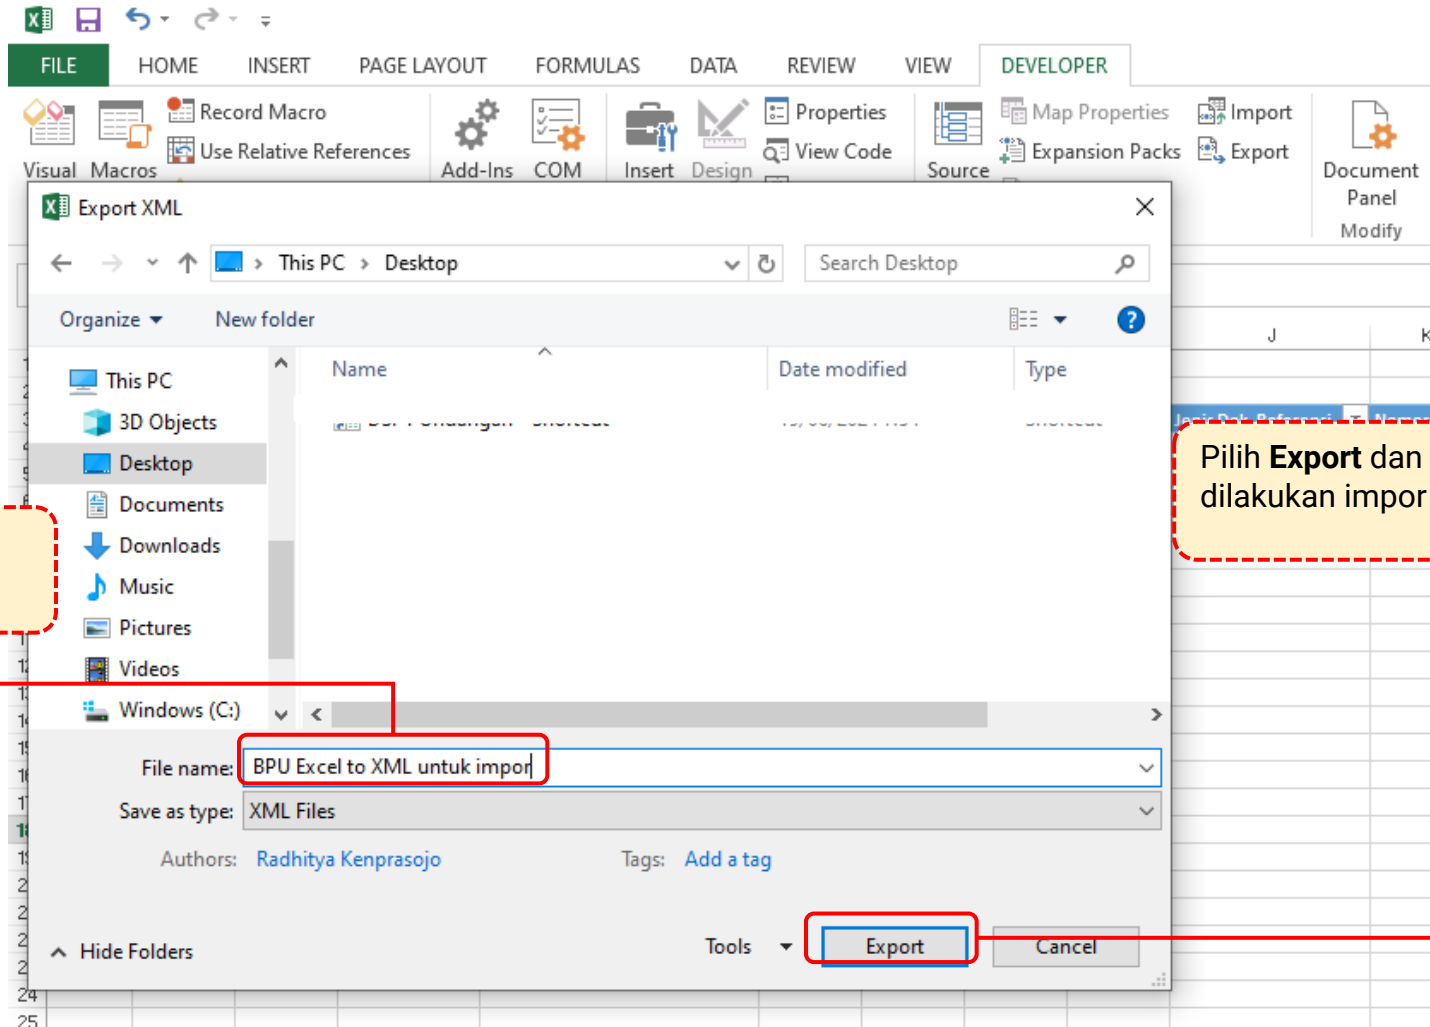 FILE HOME INSERT PAGE LAYOUT FORMULAS DATA REVIEW VIEW DEVELOPER
Record Macro Properties Map Properties Import
Use Relative References View Code Expansion Packs Export
Visual Macros Add-Ins COM Insert Design Source Document
Panel
Modify
Export XML
This PC > Desktop
Search Desktop
Organize New folder
J K
Name Date modified Type
This PC
3D Objects
Desktop
Documents
Downloads
Music
Pictures
Videos
Windows (C:)
Jenis Dok. Referensi
Pilih Export dan
dilakukan impor
File name: BPU Excel to XML untuk impor
Save as type: XML Files
Authors: Radhitya Kenprasojo Tags: Add a tag
Hide Folders Tools Export Cancel
24
25